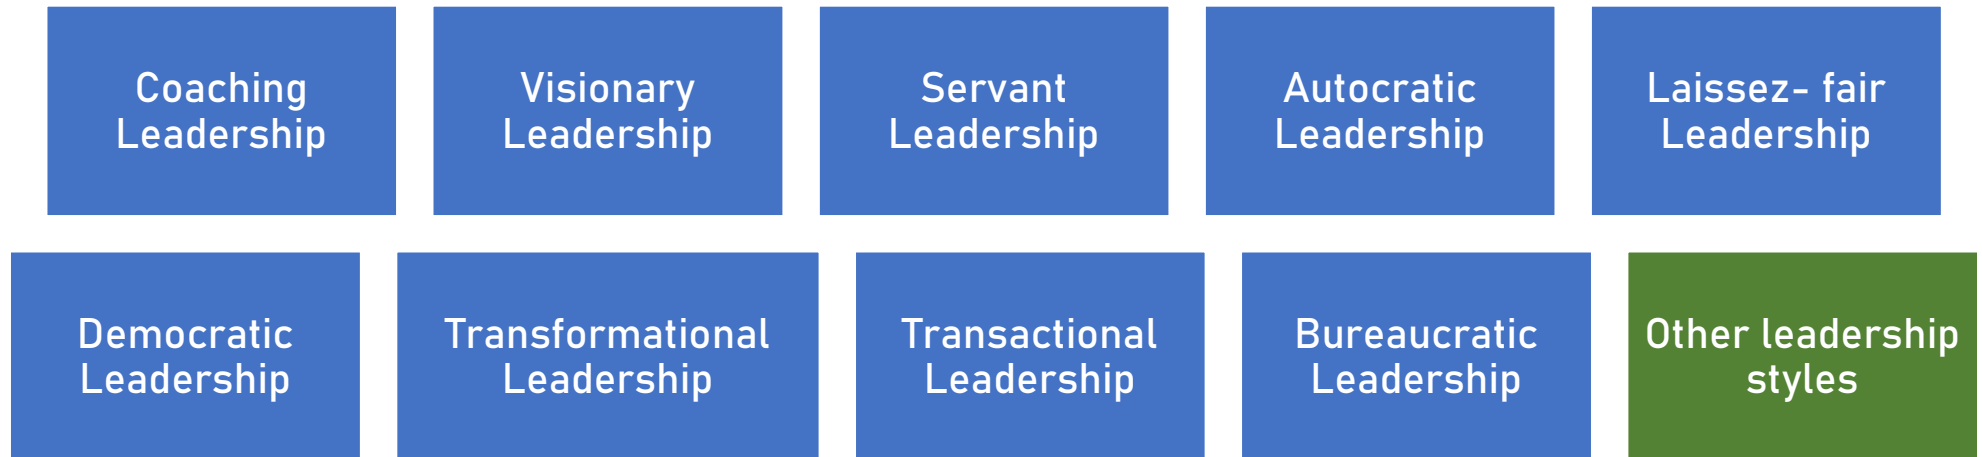 Coaching
Leadership
Visionary
Leadership
Servant
Leadership
Autocratic
Leadership
Laissez- fair
Leadership
Democratic
Leadership
Transformational
Leadership
Transactional
Leadership
Bureaucratic
Leadership
Other leadership
styles